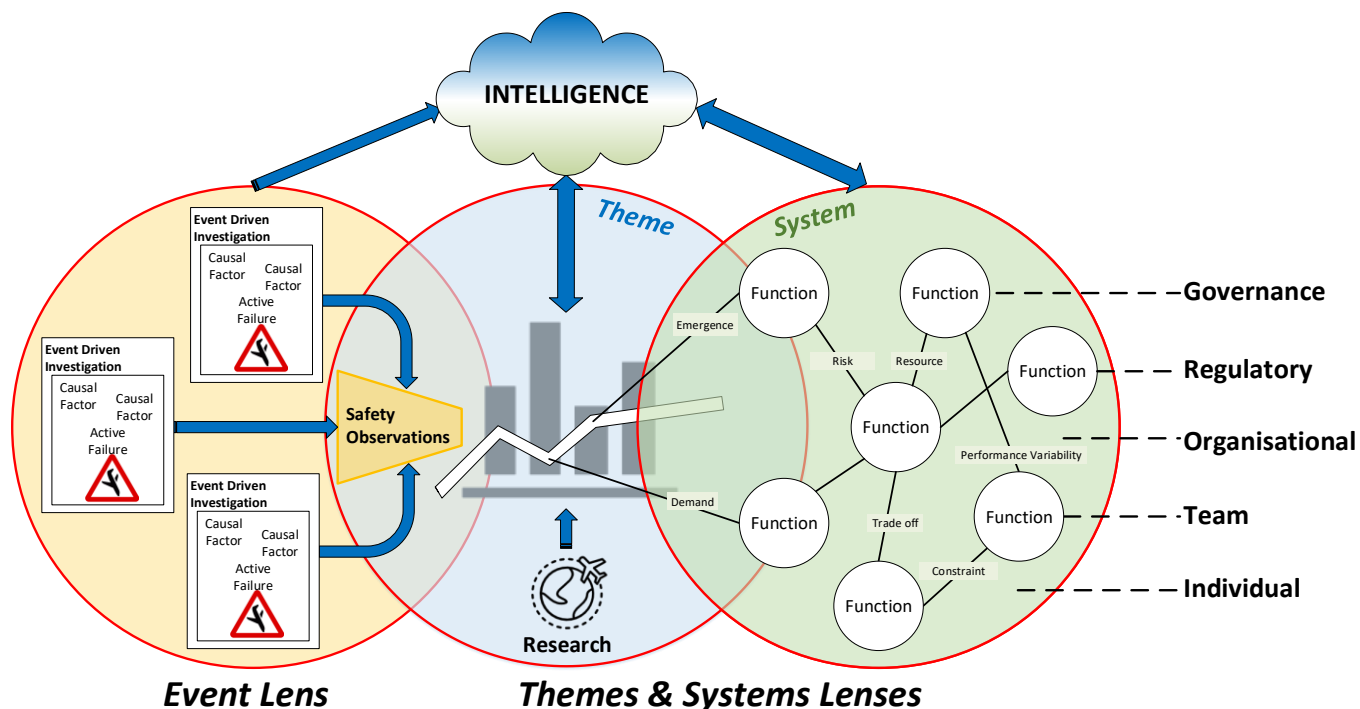 INTELLIGENCE
Theme
System
Event Driven
Investigation
Causal
Factor
Causal
Factor
Active
Failure
Event Driven
Investigation
Causal
Factor
Causal
Factor
Active
Failure
Event Driven
Investigation
Causal
Factor
Causal
Factor
Active
Failure
Safety
Observations
Emergence
Demand
Research
Function
Function
Function
Function
Function
Function
Function
Risk
Resource
Performance Variability
Trade off
Constraint
Governance
Regulatory
Organisational
Team
Individual
Event Lens
Themes & Systems Lenses